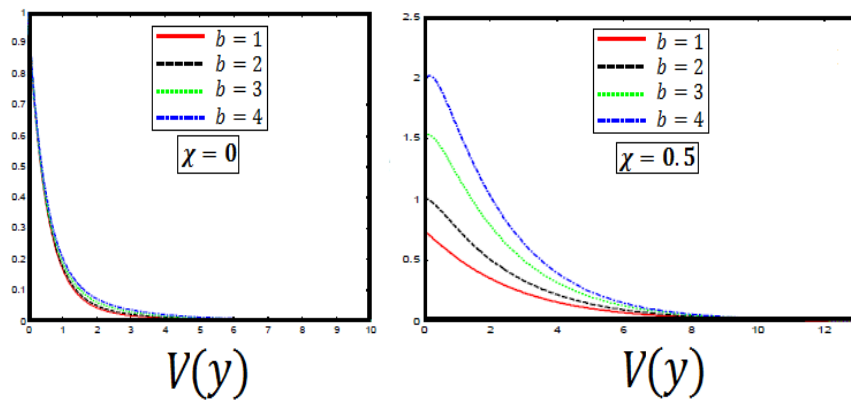 1
0.9
0.8
0.7
0.6
0.5
0.4
0.3
0.2
0.1
0
b = 1
b = 2
b = 3
b = 4
χ = 0
0 1 2 3 4 5 6 7 8 9 10
V(y)
2.5
2
1.5
1
0.5
0
b = 1
b = 2
b = 3
b = 4
χ = 0.5
0 2 4 6 8 10 12
V(y)